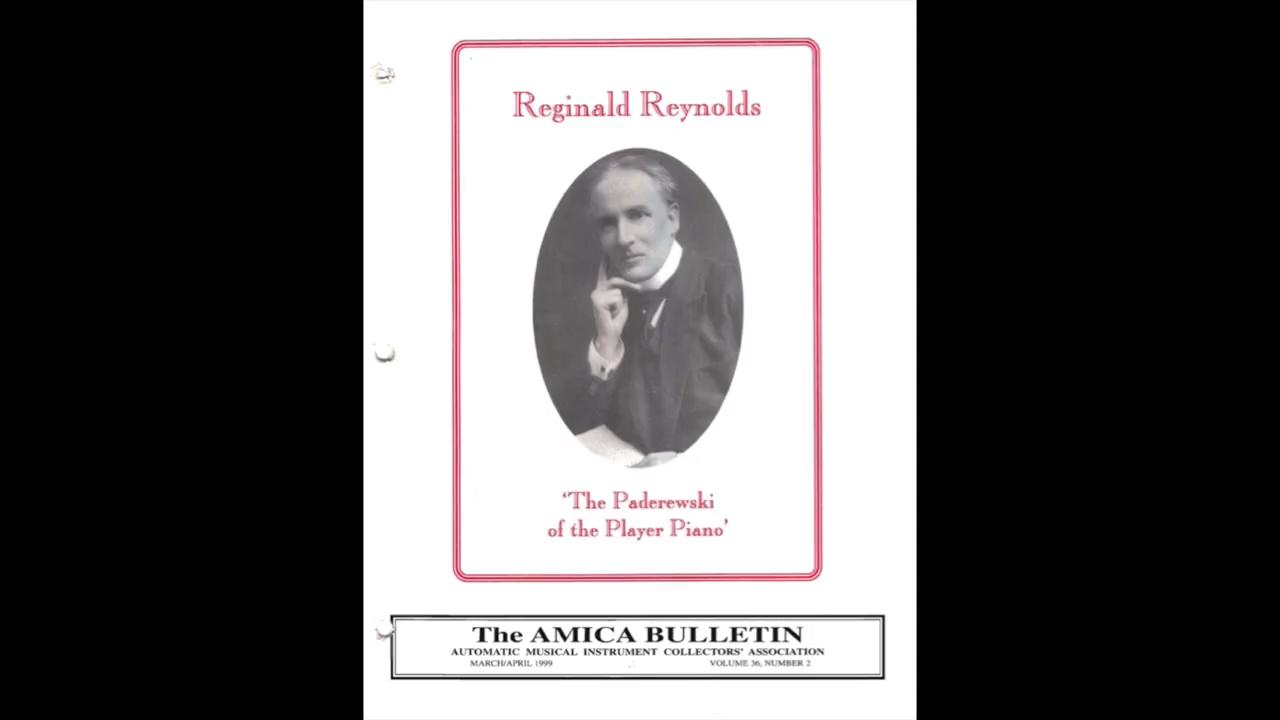 Reginald Reynolds
‘The Paderewski
of the Player Piano’
The AMICA BULLETIN
AUTOMATIC MUSICAL INSTRUMENT COLLECTORS’ ASSOCIATION
MARCH/APRIL 1999 VOLUME 36, NUMBER 2